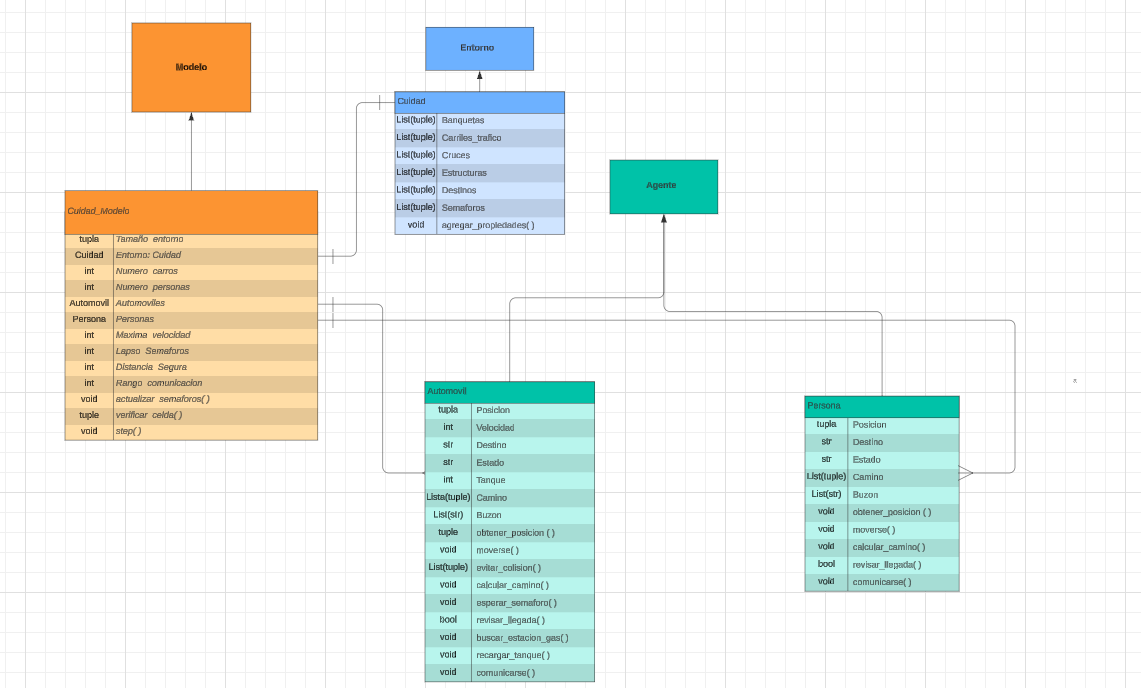 Modelo
Entorno
Cuidad
List(tuple) Banquetas
List(tuple) Carriles_trafico
List(tuple) Cruces
List(tuple) Estructuras
List(tuple) Destinos
List(tuple) Semaforos
void agregar_propiedades( )
Agente
Cuidad_Modelo
tupla Tamaño entorno
Cuidad Entorno: Cuidad
int Numero carros
int Numero personas
Automovil Automoviles
Persona Personas
int Maxima velocidad
int Lapso Semaforos
int Distancia Segura
int Rango comunicacion
void actualizar semaforos( )
tuple verificar celda( )
void step( )
Automovil
tupla Posicion
int Velocidad
str Destino
str Estado
int Tanque
Lista(tuple) Camino
List(str) Buzon
tuple obtener_posicion ( )
void moverse( )
List(tuple) evitar_colision( )
void calcular_camino( )
void esperar_semaforo( )
bool revisar_llegada( )
void buscar_estacion_gas( )
void recargar_tanque( )
void comunicarse( )
Persona
tupla Posicion
str Destino
str Estado
List(tuple) Camino
List(str) Buzon
void obtener_posicion ( )
void moverse( )
void calcular_camino( )
bool revisar_llegada( )
void comunicarse( )